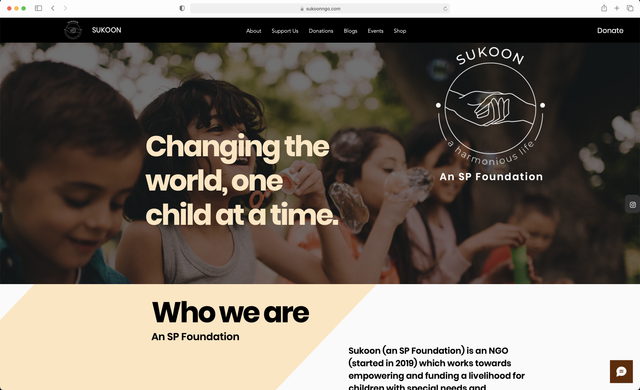 sukoonngo.com
SUKOON
About Support Us Donations Blogs Events Shop
Donate
SUKOON
a harmonious life
An SP Foundation
Changing the
world, one
child at a time.
Who we are
An SP Foundation
Sukoon (an SP Foundation) is an NGO
(started in 2019) which works towards
empowering and funding a livelihood for
children with special needs and